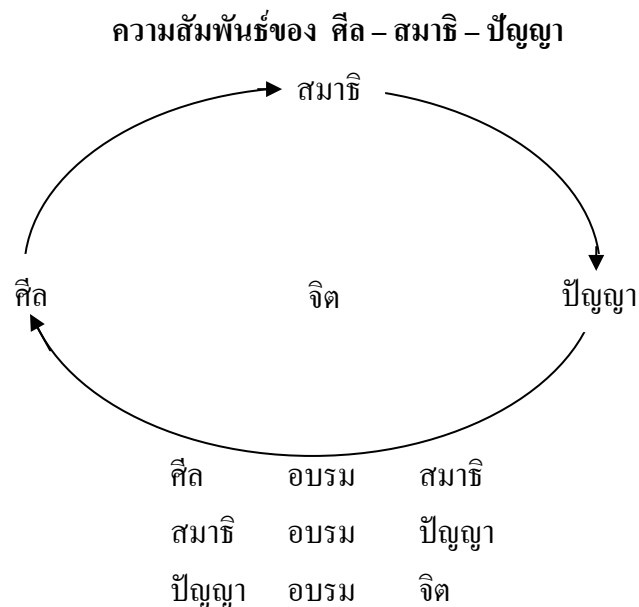 ความสัมพันธ์ของ ศีล – สมาธิ – ปัญญา
สมาธิ
ศีล จิต ปัญญา
ศีล อบรม สมาธิ
สมาธิ อบรม ปัญญา
ปัญญา อบรม จิต